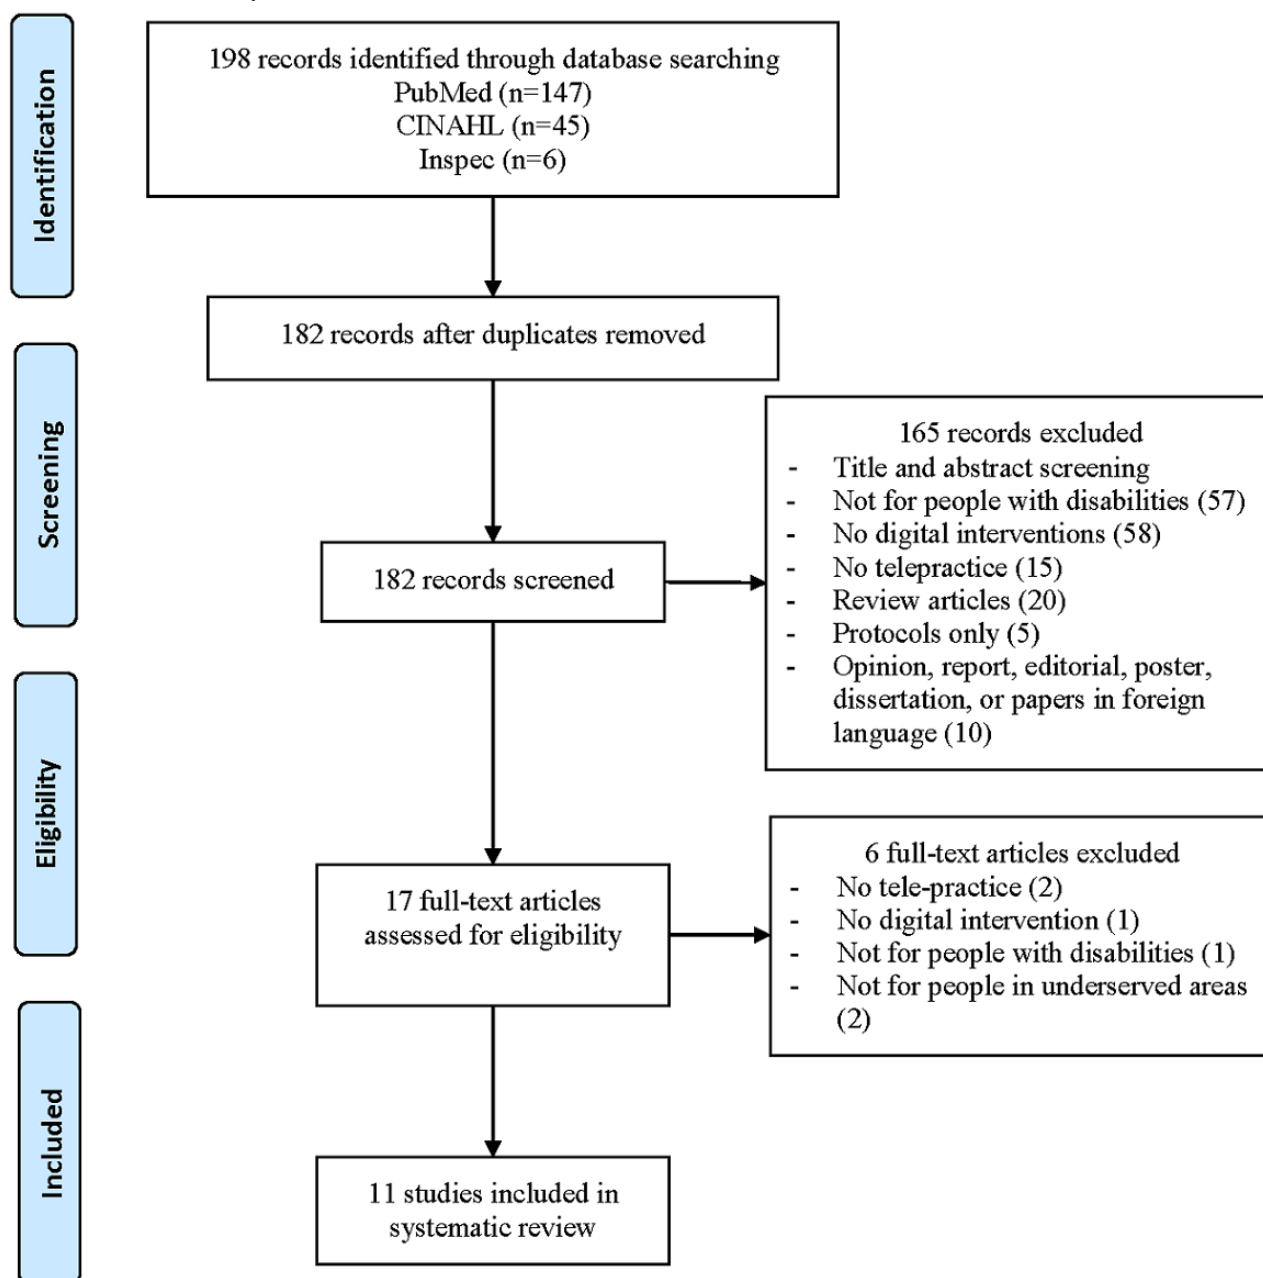 Identification
198 records identified through database searching
PubMed (n=147)
CINAHL (n=45)
Inspec (n=6)
182 records after duplicates removed
Screening
182 records screened
165 records excluded
- Title and abstract screening
- Not for people with disabilities (57)
- No digital interventions (58)
- No telepractice (15)
- Review articles (20)
- Protocols only (5)
- Opinion, report, editorial, poster,
dissertation, or papers in foreign
language (10)
Eligibility
17 full-text articles
assessed for eligibility
6 full-text articles excluded
- No tele-practice (2)
- No digital intervention (1)
- Not for people with disabilities (1)
- Not for people in underserved areas
(2)
Included
11 studies included in
systematic review